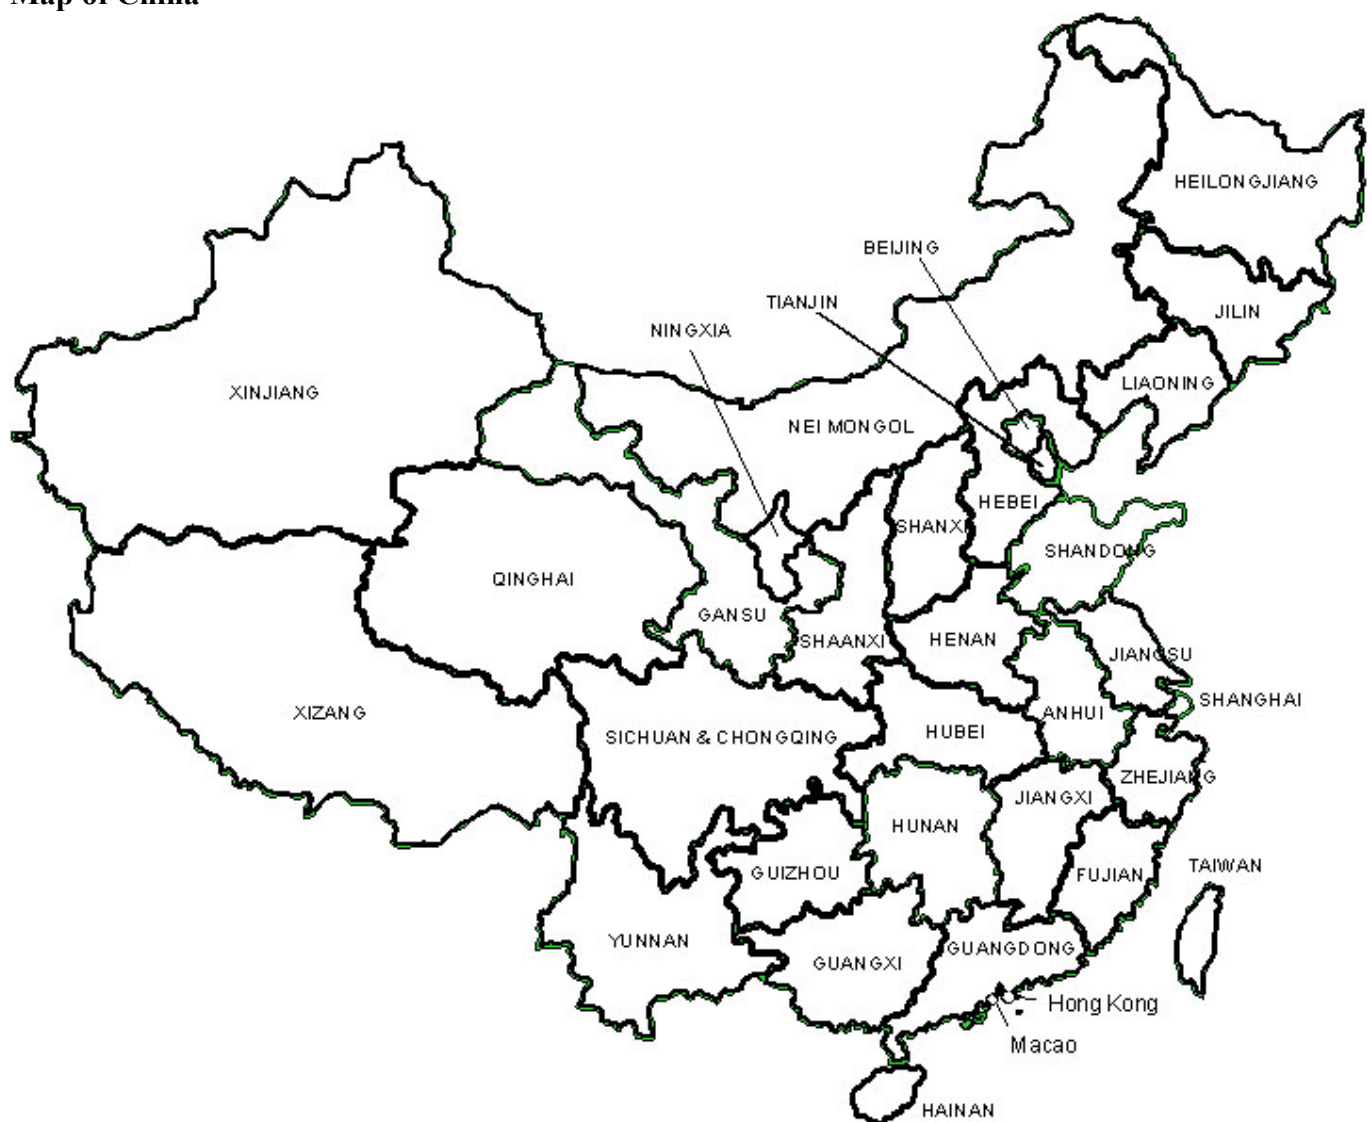 Map of China
HEILONGJIANG
BEIJING
TIANJIN
JILIN
NINGXIA
LIAONING
XINJIANG
NEI MONGOL
HEBEI
SHANXI
SHANDONG
QINGHAI
GANSU
SHAANXI
HENAN
JIANGSU
SHANGHAI
XIZANG
ANHUI
SICHUAN & CHONGQING
HUBEI
ZHEJIANG
JIANGXI
HUNAN
TAIWAN
GUIZHOU
FUJIAN
YUNNAN
GUANGDONG
GUANGXI
Hong Kong
Macao
HAINAN